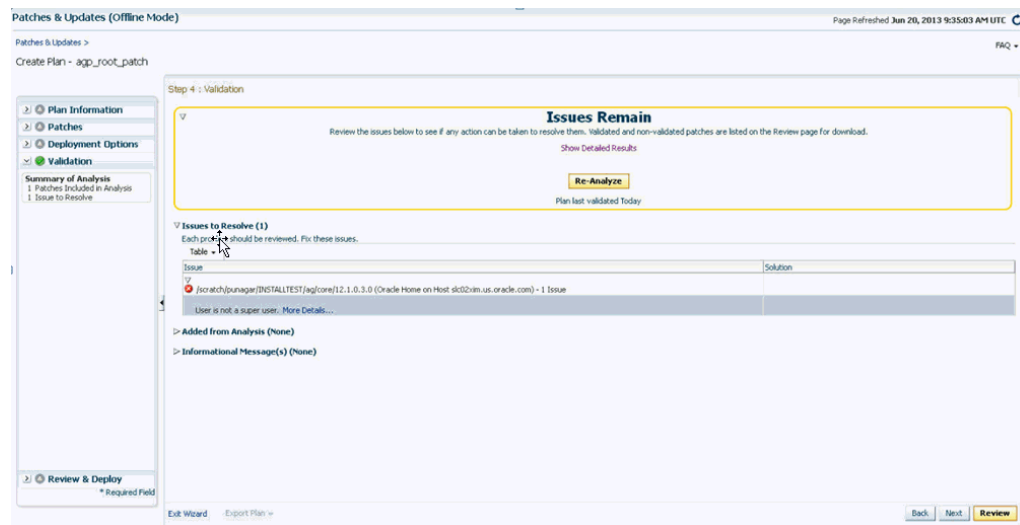 Patches & Updates (Offline Mode)
Page Refreshed Jun 20, 2013 9:35:03 AM UTC
Patches & Updates >
FAQ
Create Plan - agp_root_patch
Step 4 : Validation
Plan Information
Patches
Deployment Options
Validation
Summary of Analysis
1 Patches Included in Analysis
1 Issue to Resolve
Review & Deploy
* Required Field
Issues Remain
Review the issues below to see if any action can be taken to resolve them. Validated and non-validated patches are listed on the Review page for download.
Show Detailed Results
Re-Analyze
Plan last validated Today
Issues to Resolve (1)
Each should be reviewed. Fix these issues.
Table
Issue Solution
/scratch/punagar/INSTALLTEST/ag/core/12.1.0.3.0 (Oracle Home on Host slc02xim.us.oracle.com) - 1 Issue
User is not a super user. More Details...
Added from Analysis (None)
Informational Message(s) (None)
Exit Wizard Export Plan Back Next Review